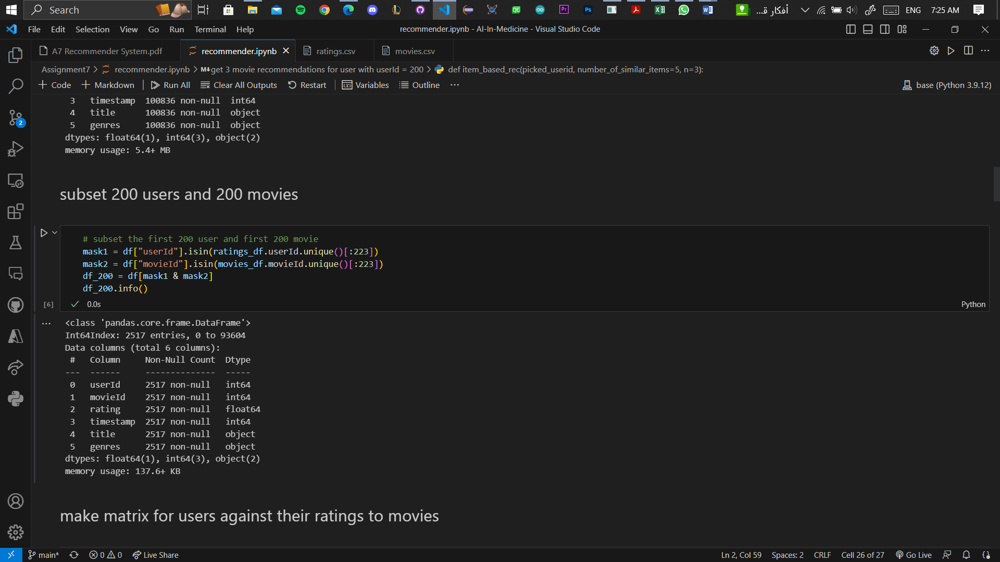 Search
أفكار ق...
ENG
7:25 AM
File Edit Selection View Go Run Terminal Help
recommender.ipynb - AI-In-Medicine - Visual Studio Code
A7 Recommender System.pdf
recommender.ipynb
ratings.csv
movies.csv
Assignment7 > recommender.ipynb > M↓get 3 movie recommendations for user with userId = 200 > def item_based_rec(picked_userid, number_of_similar_items=5, n=3):
+ Code + Markdown | Run All Clear All Outputs Restart | Variables Outline ...
base (Python 3.9.12)
3 timestamp 100836 non-null int64
4 title 100836 non-null object
5 genres 100836 non-null object
dtypes: float64(1), int64(3), object(2)
memory usage: 5.4+ MB
subset 200 users and 200 movies
# subset the first 200 user and first 200 movie
mask1 = df["userId"].isin(ratings_df.userId.unique()[:223])
mask2 = df["movieId"].isin(movies_df.movieId.unique()[:223])
df_200 = df[mask1 & mask2]
df_200.info()
[6]
0.0s
Python
<class 'pandas.core.frame.DataFrame'>
Int64Index: 2517 entries, 0 to 93604
Data columns (total 6 columns):
# Column Non-Null Count Dtype
--- ------ -------------- -----
0 userId 2517 non-null int64
1 movieId 2517 non-null int64
2 rating 2517 non-null float64
3 timestamp 2517 non-null int64
4 title 2517 non-null object
5 genres 2517 non-null object
dtypes: float64(1), int64(3), object(2)
memory usage: 137.6+ KB
make matrix for users against their ratings to movies
2
main*
0 0
Live Share
Ln 2, Col 59
Spaces: 2
CRLF
Cell 26 of 27
Go Live
QC
Pr
Ps